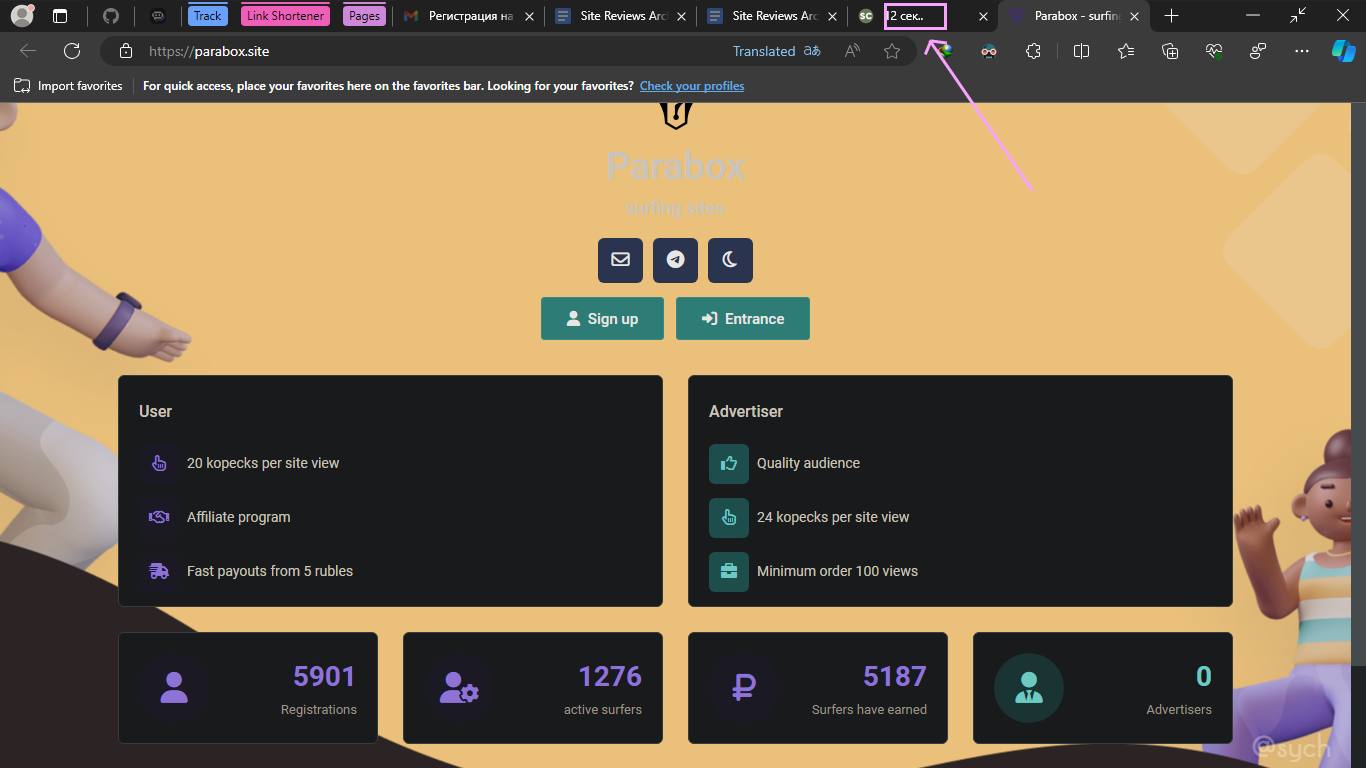 Track
Link Shortener
Pages
Регистрация на
Site Reviews Arc
Site Reviews Arc
SC
12 сек..
Parabox - surfing
https://parabox.site
Translated
Import favorites
For quick access, place your favorites here on the favorites bar. Looking for your favorites? Check your profiles
Parabox
surfing sites
Sign up
Entrance
User
20 kopecks per site view
Affiliate program
Fast payouts from 5 rubles
Advertiser
Quality audience
24 kopecks per site view
Minimum order 100 views
5901
Registrations
1276
active surfers
5187
Surfers have earned
0
Advertisers
@sych